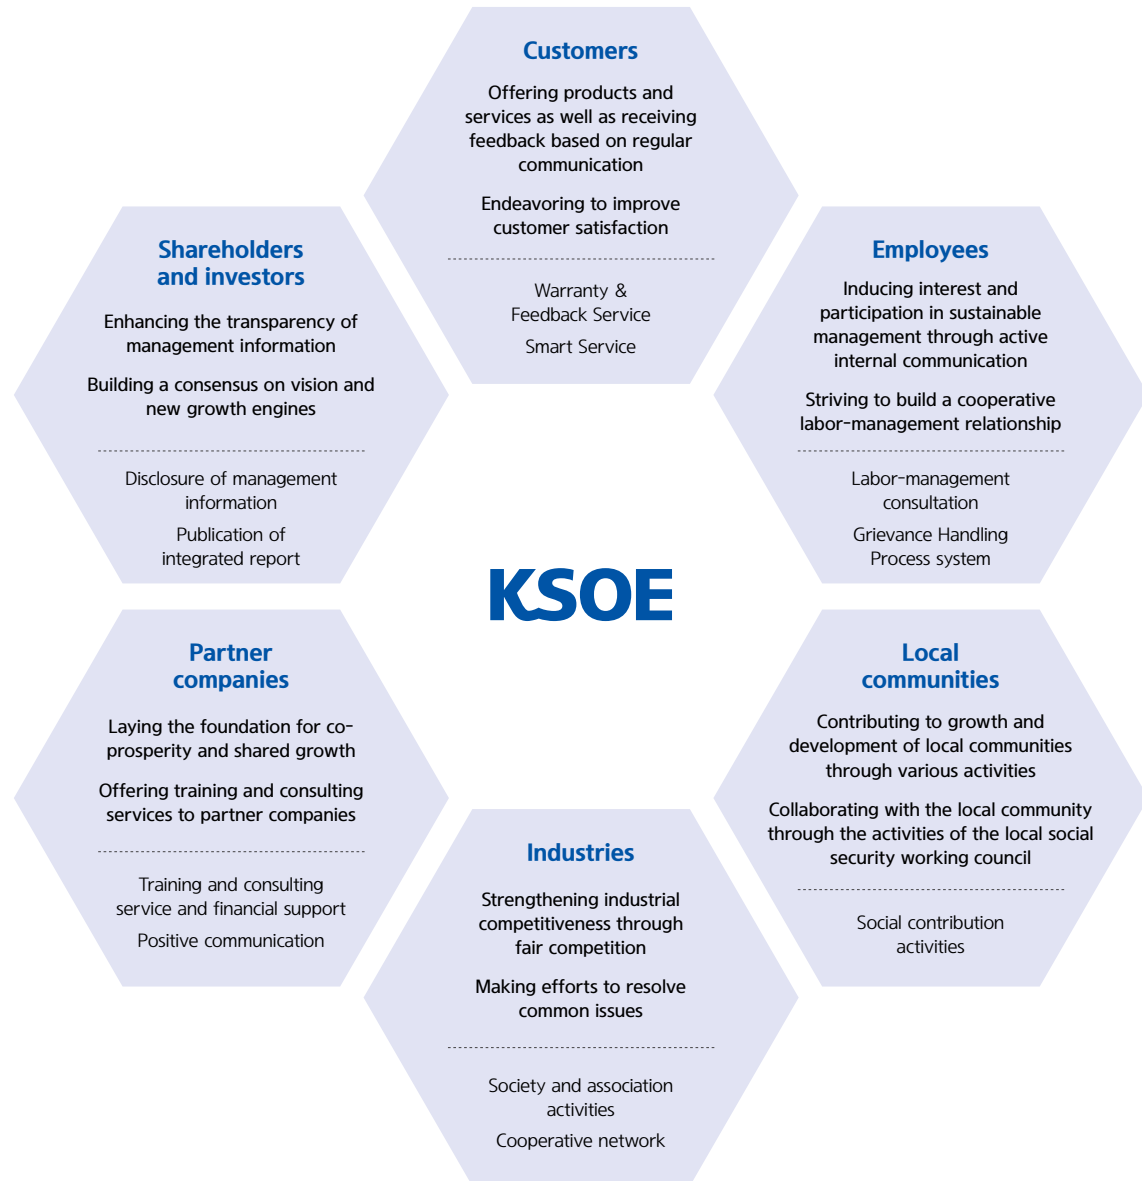 Customers
Offering products and
services as well as receiving
feedback based on regular
communication
Endeavoring to improve
customer satisfaction
Warranty &
Feedback Service
Smart Service
Shareholders
and investors
Enhancing the transparency of
management information
Building a consensus on vision and
new growth engines
Disclosure of management
information
Publication of
integrated report
Employees
Inducing interest and
participation in sustainable
management through active
internal communication
Striving to build a cooperative
labor-management relationship
Labor-management
consultation
Grievance Handling
Process system
KSOE
Partner
companies
Laying the foundation for co-
prosperity and shared growth
Offering training and consulting
services to partner companies
Training and consulting
service and financial support
Positive communication
Local
communities
Contributing to growth and
development of local communities
through various activities
Collaborating with the local community
through the activities of the local social
security working council
Social contribution
activities
Industries
Strengthening industrial
competitiveness through
fair competition
Making efforts to resolve
common issues
Society and association
activities
Cooperative network